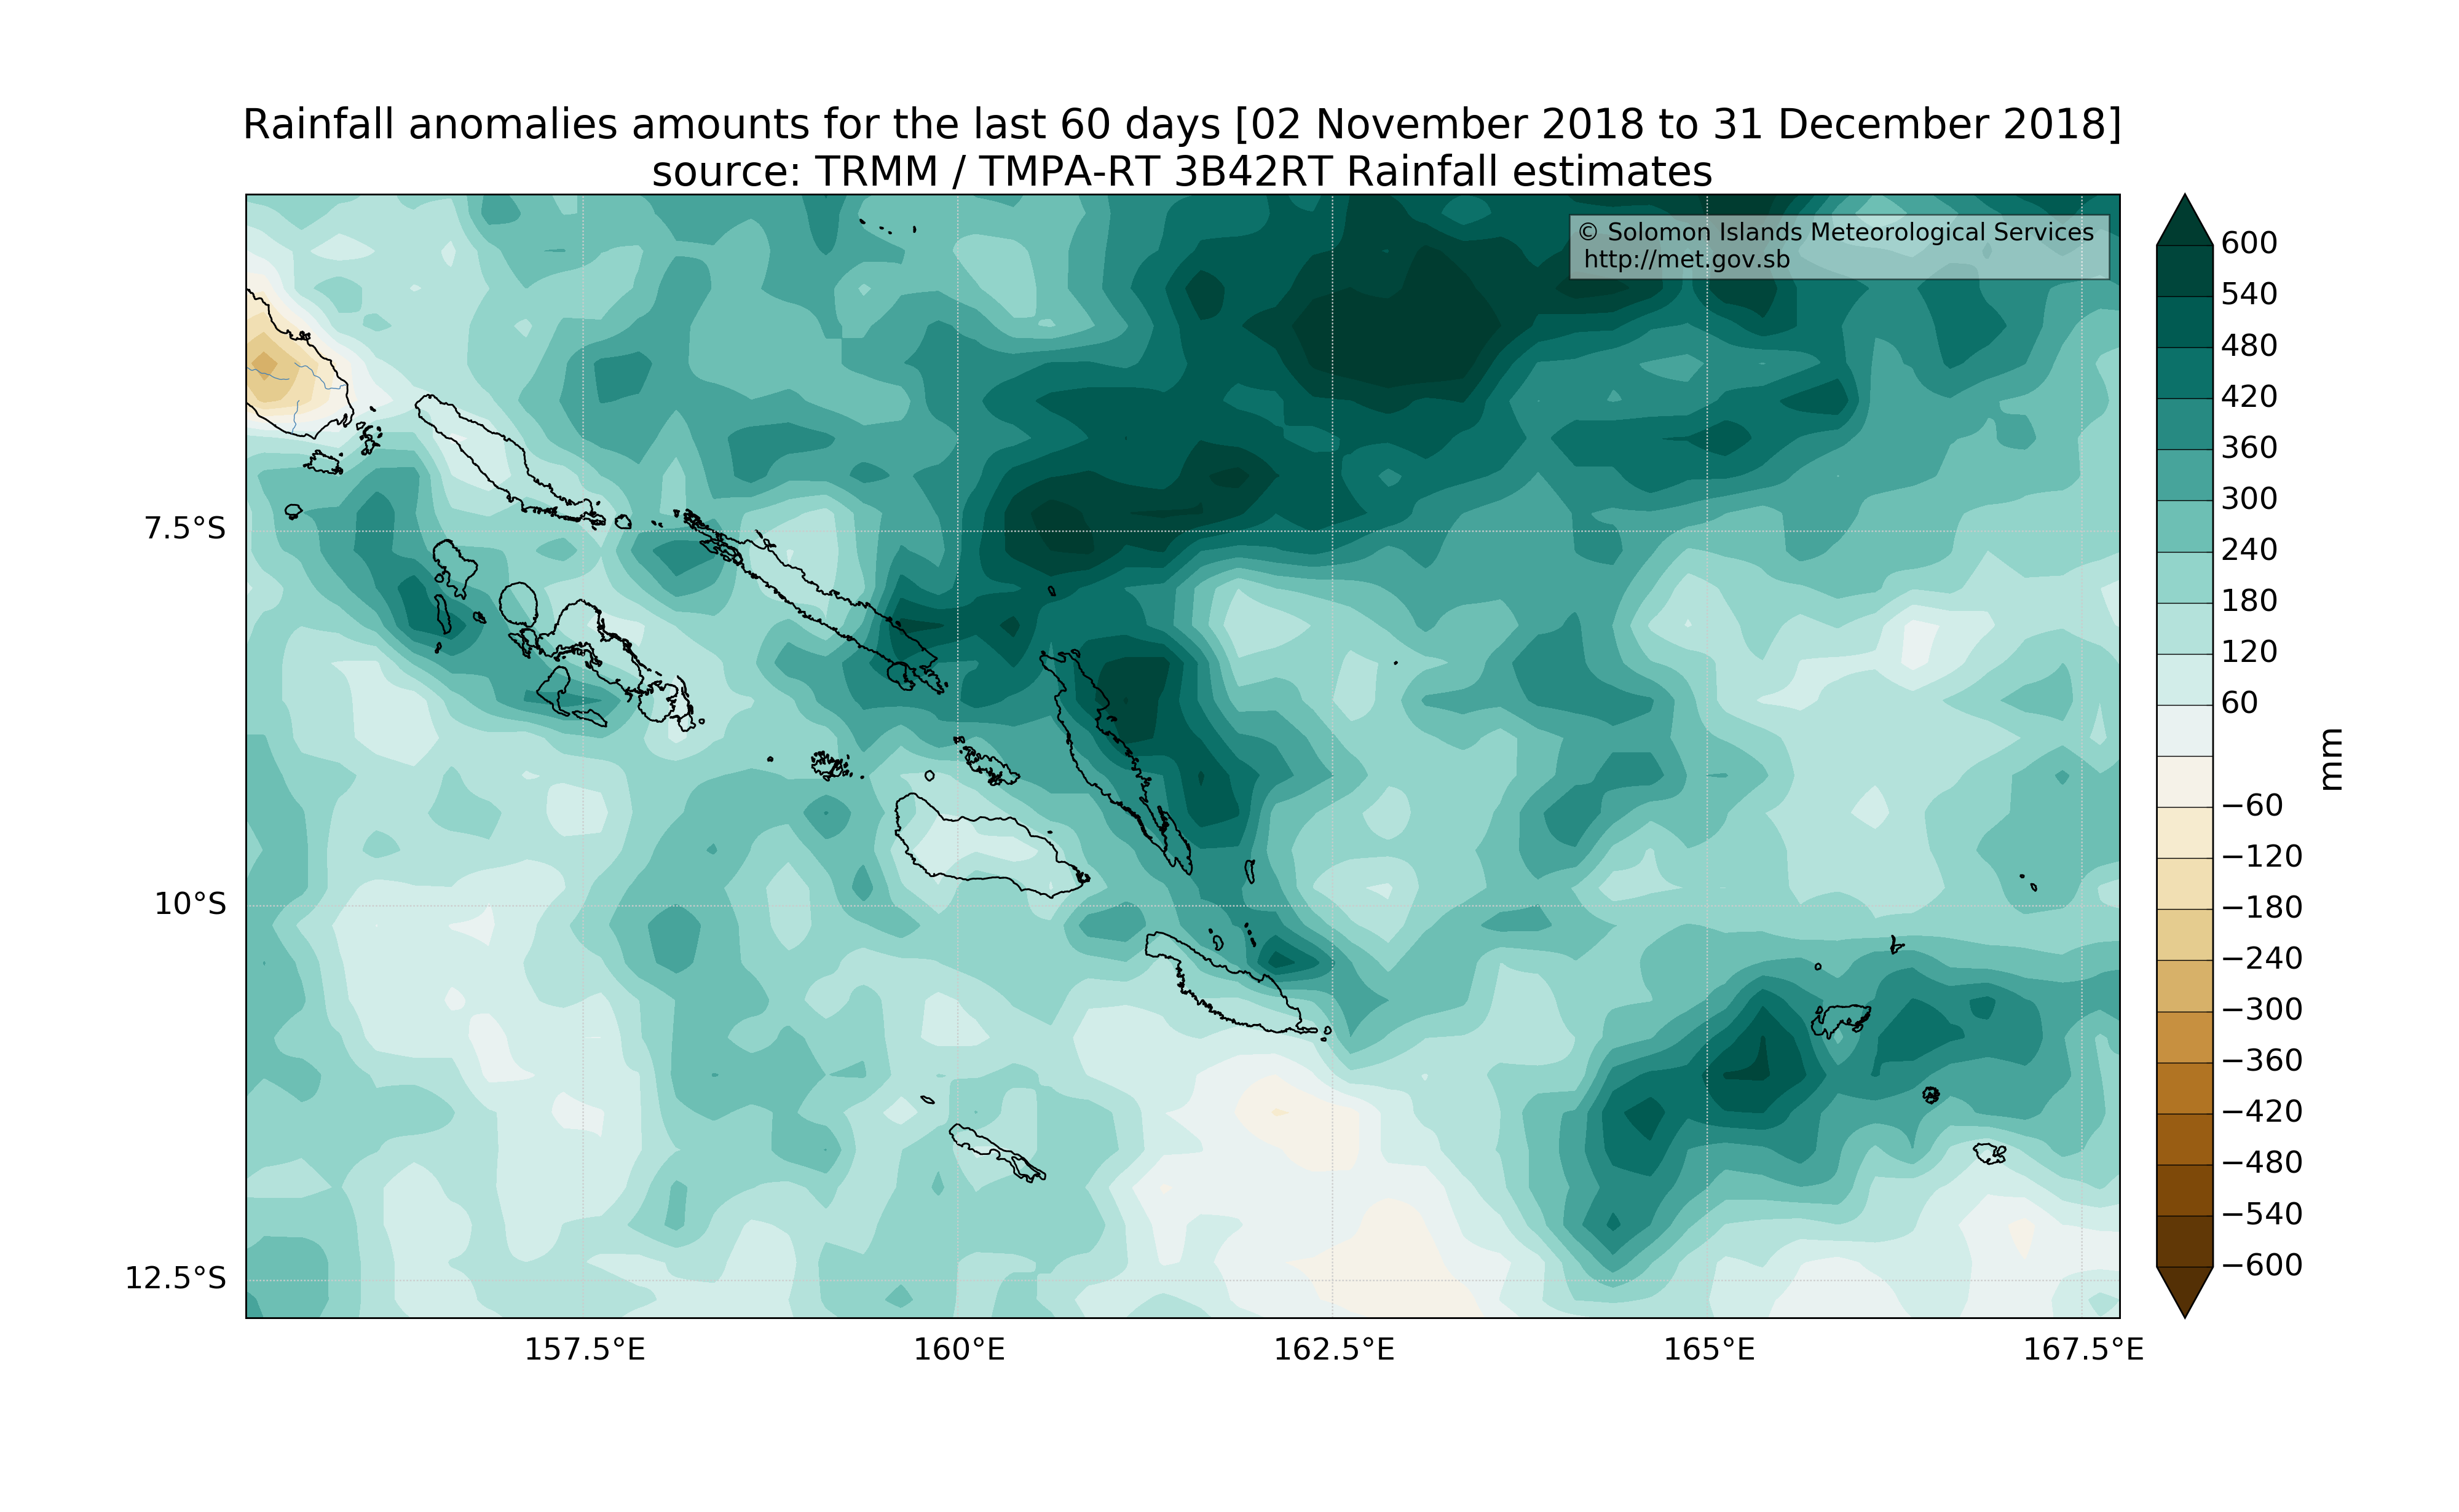 Rainfall anomalies amounts for the last 60 days [02 November 2018 to 31 December 2018]
source: TRMM / TMPA-RT 3B42RT Rainfall estimates
© Solomon Islands Meteorological Services
http://met.gov.sb
7.5°S
10°S
12.5°S
157.5°E
160°E
162.5°E
165°E
167.5°E
600
540
480
420
360
300
240
180
120
60
−60
−120
−180
−240
−300
−360
−420
−480
−540
−600
mm